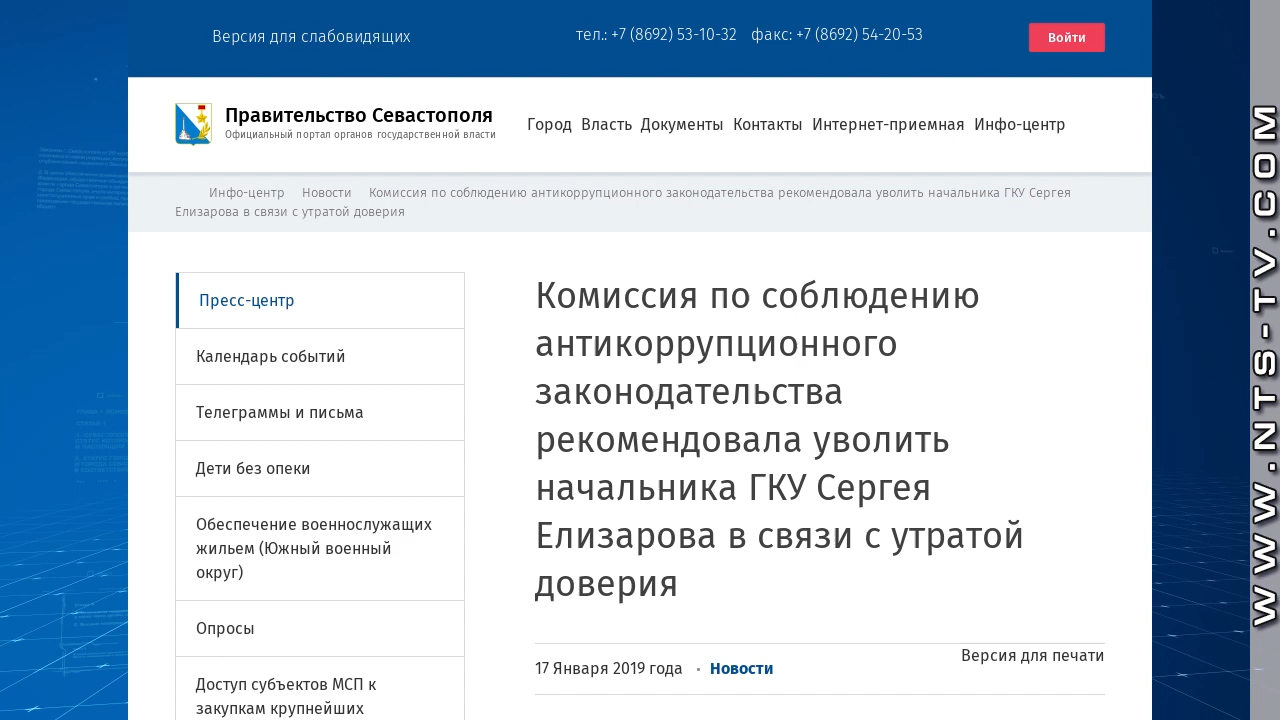 Версия для слабовидящих
тел.: +7 (8692) 53-10-32 факс: +7 (8692) 54-20-53
Войти
Правительство Севастополя
Официальный портал органов государственной власти
Город Власть Документы Контакты Интернет-приемная Инфо-центр
по соблюдению антикоррупционного законодательства рекомендовала уволить начальника ГКУ Сергея
Елизарова в связи с утратой доверия
Пресс-центр
Календарь событий
Телеграммы и письма
Дети без опеки
Обеспечение военнослужащих
жильем (Южный военный
округ)
Опросы
Доступ субъектов МСП к
закупкам крупнейших
Комиссия по соблюдению
антикоррупционного
законодательства
рекомендовала уволить
начальника ГКУ Сергея
Елизарова в связи с утратой
доверия
17 Января 2019 года
Новости
Версия для печати
WWW.NTS-TV.COM